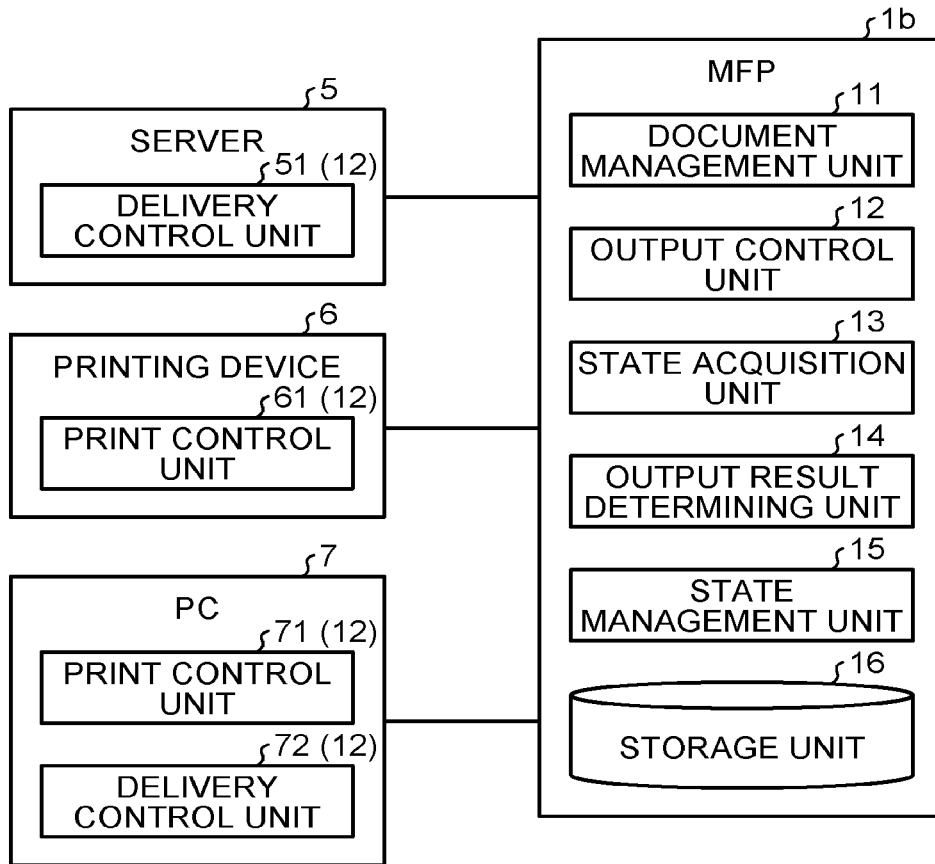 5
SERVER
51 (12)
DELIVERY
CONTROL UNIT
6
PRINTING DEVICE
61 (12)
PRINT CONTROL
UNIT
7
PC
71 (12)
PRINT CONTROL
UNIT
72 (12)
DELIVERY
CONTROL UNIT
1b
MFP
11
DOCUMENT
MANAGEMENT UNIT
12
OUTPUT CONTROL
UNIT
13
STATE ACQUISITION
UNIT
14
OUTPUT RESULT
DETERMINING UNIT
15
STATE
MANAGEMENT UNIT
16
STORAGE UNIT